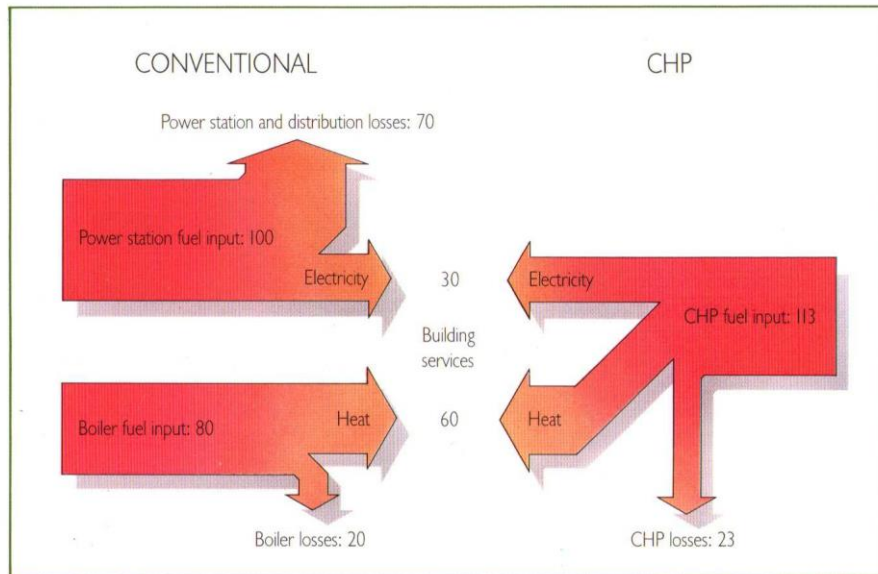 CONVENTIONAL
CHP
Power station and distribution losses: 70
Power station fuel input: 100
Electricity
30
Electricity
CHP fuel input: 113
Building
services
Boiler fuel input: 80
Heat
60
Heat
Boiler losses: 20
CHP losses: 23